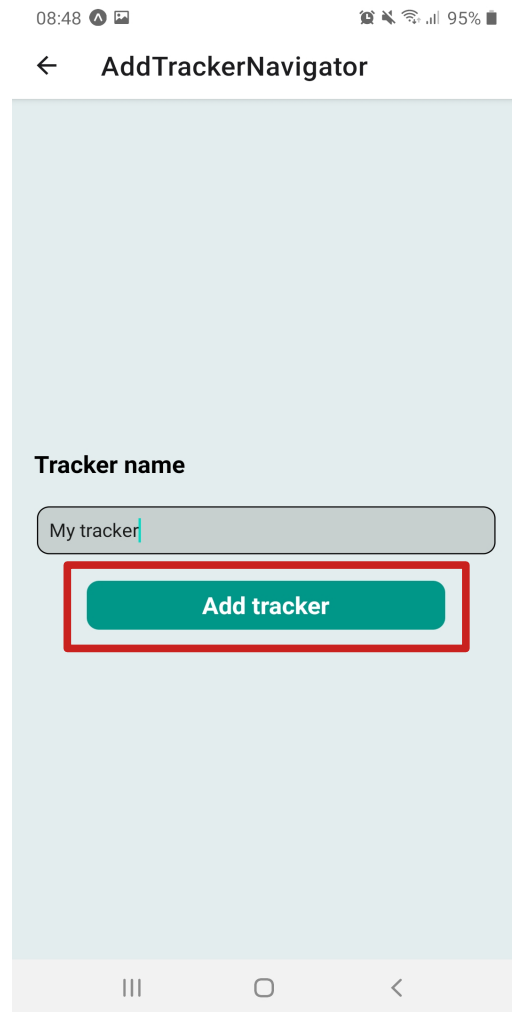 08:48 95%
AddTrackerNavigator
Tracker name
My tracker
Add tracker